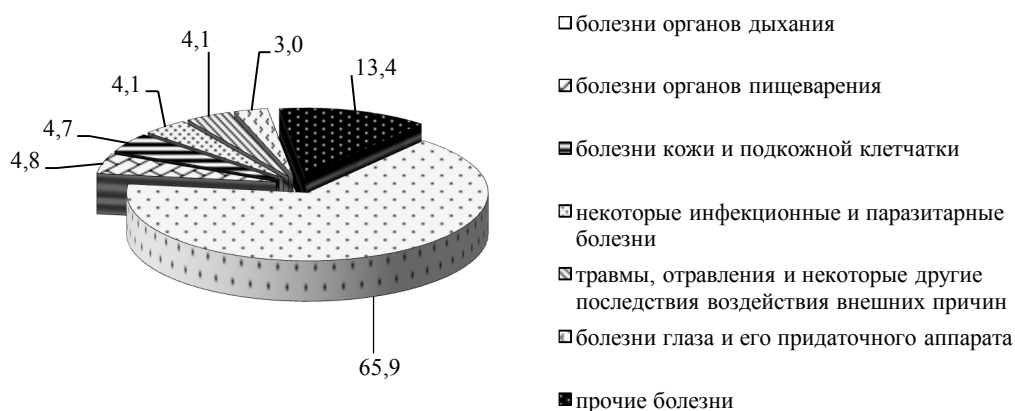 4,1
3,0
13,4
4,1
4,7
4,8
65,9
болезни органов дыхания
болезни органов пищеварения
болезни кожи и подкожной клетчатки
некоторые инфекционные и паразитарные
болезни
травмы, отравления и некоторые другие
последствия воздействия внешних причин
болезни глаза и его придаточного аппарата
прочие болезни